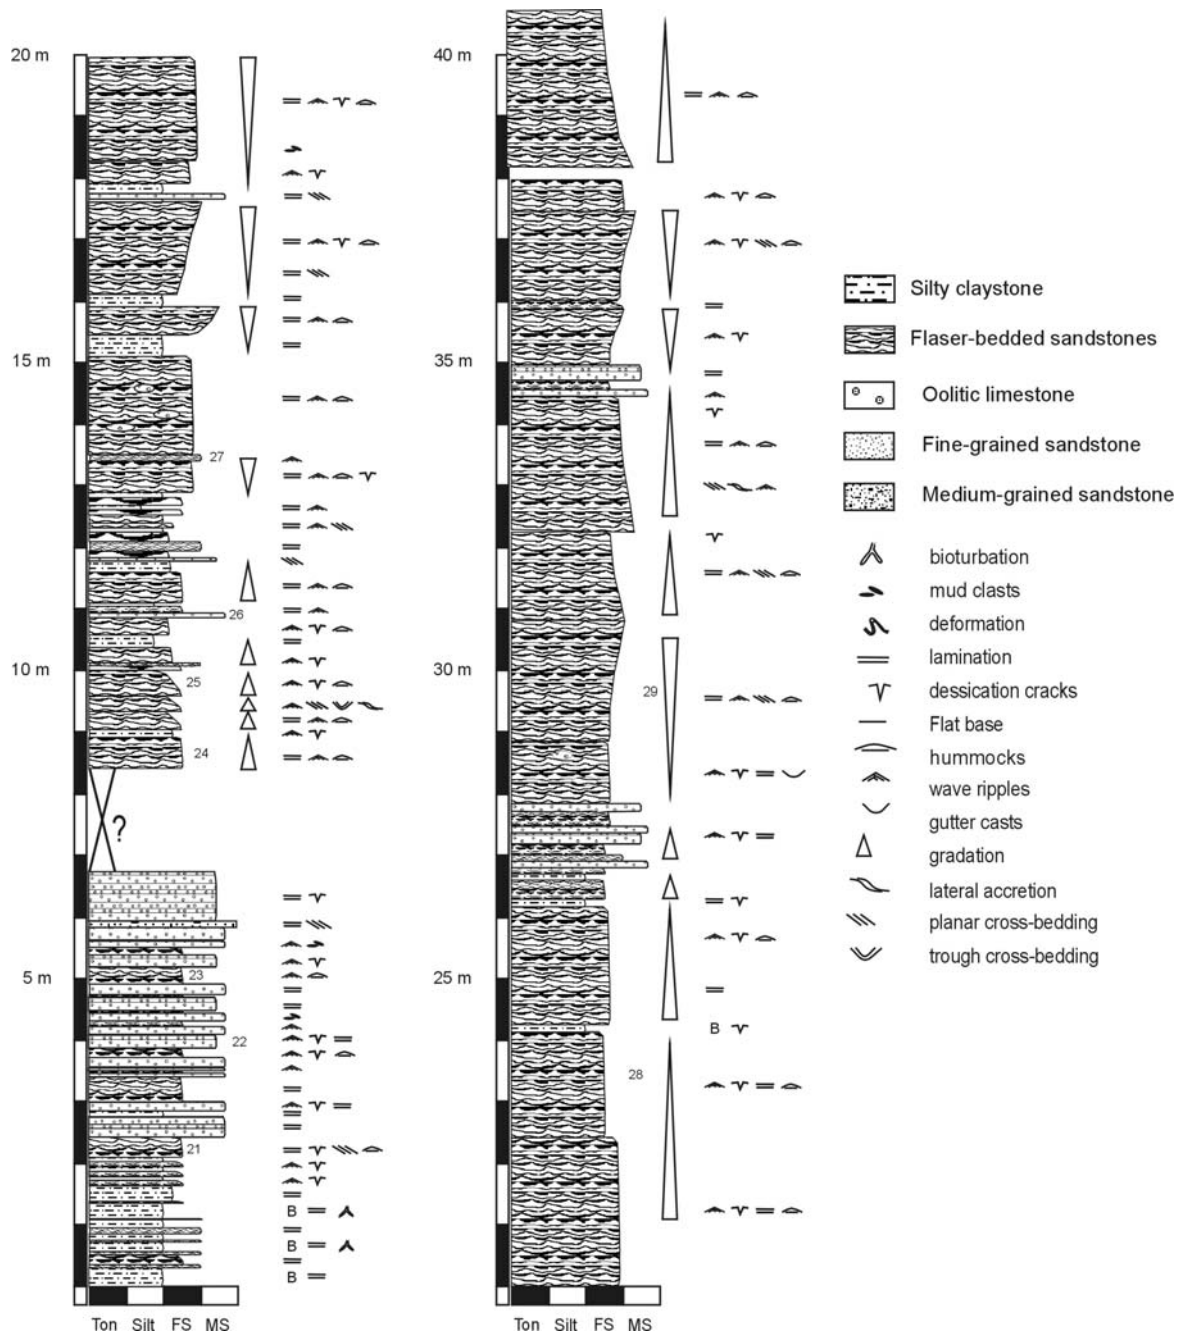 20 m
15 m
27
26
10 m
25
24
?
5 m
23
22
21
B
B
B
Ton Silt FS MS
40 m
35 m
30 m
29
25 m
B
28
Ton Silt FS MS
Silty claystone
Flaser-bedded sandstones
Oolitic limestone
Fine-grained sandstone
Medium-grained sandstone
bioturbation
mud clasts
deformation
lamination
dessication cracks
Flat base
hummocks
wave ripples
gutter casts
gradation
lateral accretion
planar cross-bedding
trough cross-bedding